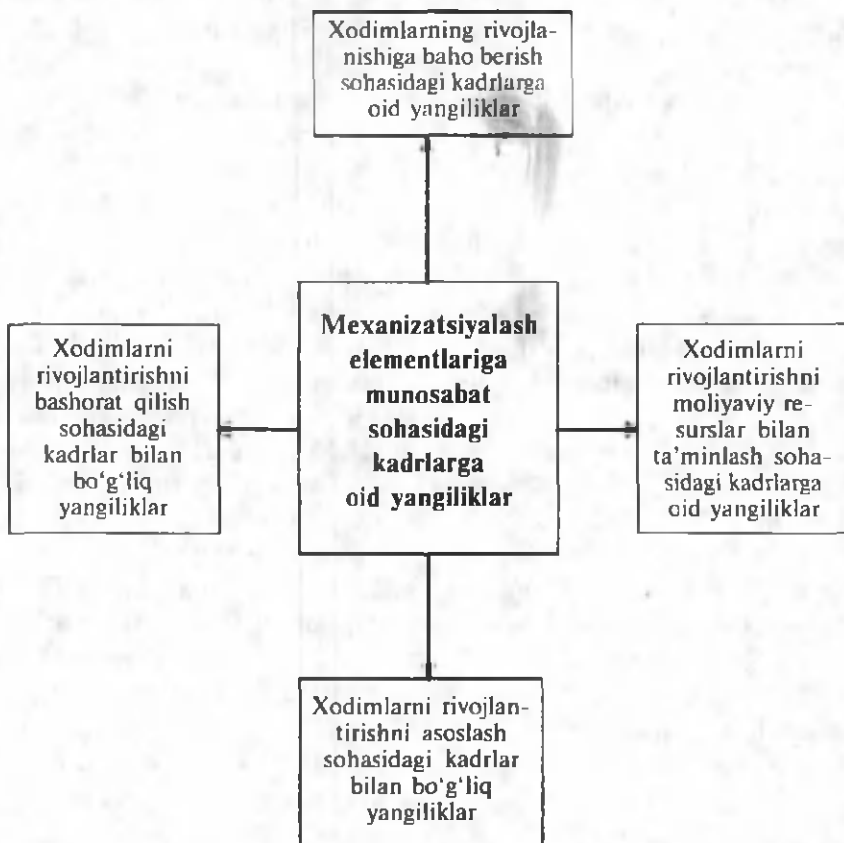 Xodimlarning rivojla-
nishiga baho berish
sohasidagi kadrlarga
oid yangiliklar
Xodimlarni
rivojlantirishni
bashorat qilish
sohasidagi
kadrlar bilan
bo‘g‘liq
yangiliklar
Mexanizatsiyalash
elementlariga
munosabat
sohasidagi
kadrlarga
oid yangiliklar
Xodimlarni
rivojlantirishni
moliyaviy re-
surslar bilan
ta’minlash soha-
sidagi kadrlarga
oid yangiliklar
Xodimlarni rivojlan-
tirishni asoslash
sohasidagi kadrlar
bilan bo‘g‘liq
yangiliklar